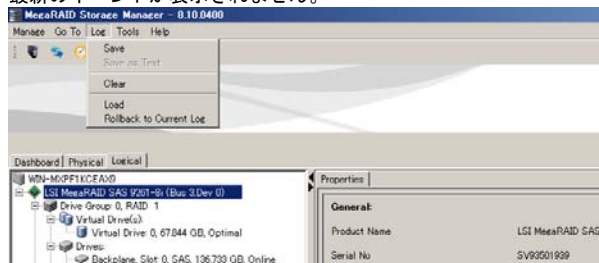 最新のイベントが表示されません。
MegaRAID Storage Manager - 8.10.0400
Manage Go To Log Tools Help
Save
Save as Text
Clear
Load
Rollback to Current Log
Dashboard Physical Logical
WIN-MXPF1KCEAX9
LSI MegaRAID SAS 9261-8i (Bus 3,Dev 0)
Drive Group: 0, RAID 1
Virtual Drive(s):
Virtual Drive: 0, 67.844 GB, Optimal
Drives:
Backplane, Slot: 0, SAS, 136.733 GB, Online
Properties
General:
Product Name LSI MegaRAID SAS
Serial No SV93501939